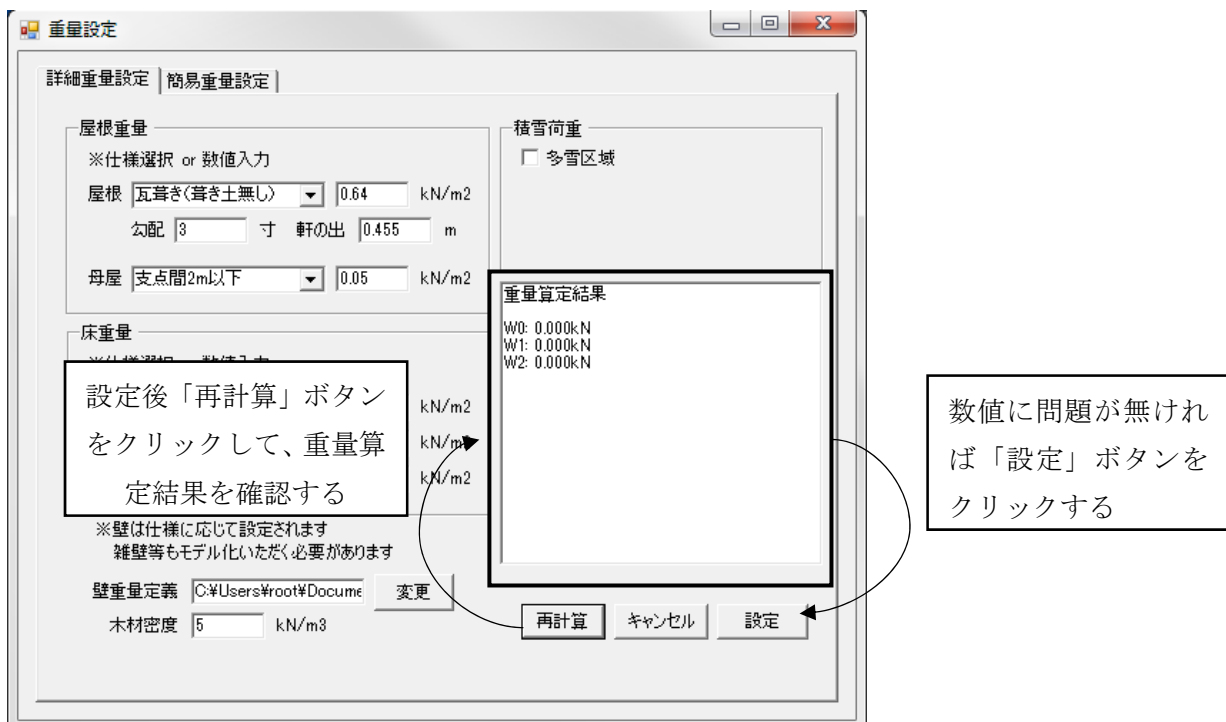 重量設定
詳細重量設定 簡易重量設定
屋根重量
※仕様選択 or 数値入力
屋根 瓦葺き(葺き土無し) 0.64 kN/m2
勾配 3 寸 軒の出 0.455 m
母屋 支点間2m以下 0.05 kN/m2
積雪荷重
多雪区域
床重量
kN/m2
kN/m2
kN/m2
設定後「再計算」ボタン
をクリックして、重量算
定結果を確認する
重量算定結果
W0: 0.000kN
W1: 0.000kN
W2: 0.000kN
数値に問題が無けれ
ば「設定」ボタンを
クリックする
※壁は仕様に応じて設定されます
雑壁等もモデル化いただく必要があります
壁重量定義 C:¥Users¥root¥Docume 変更
木材密度 5 kN/m3
再計算 キャンセル 設定